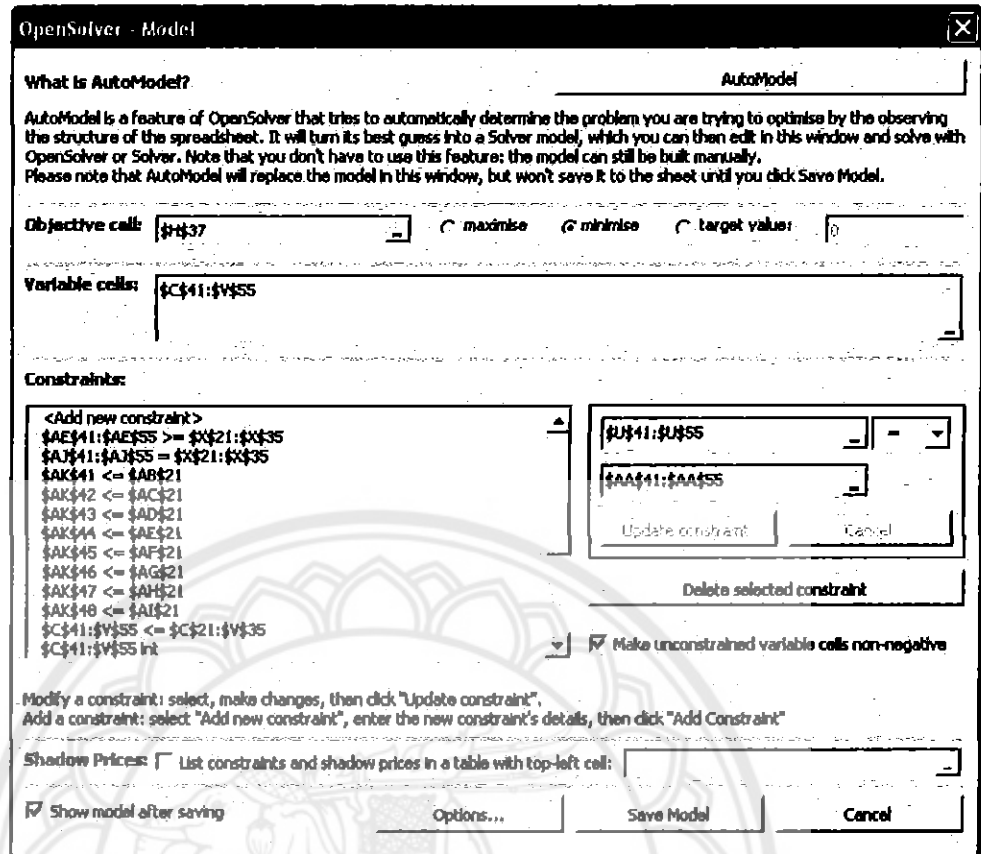 OpenSolver - Model
What is AutoModel?
AutoModel
AutoModel is a feature of OpenSolver that tries to automatically determine the problem you are trying to optimise by the observing
the structure of the spreadsheet. It will turn its best guess into a Solver model, which you can then edit in this window and solve with
OpenSolver or Solver. Note that you don't have to use this feature: the model can still be built manually.
Please note that AutoModel will replace the model in this window, but won't save it to the sheet until you click Save Model.
Objective cell: $H$37 maximise minimise target value: 0
Variable cells: $C$41:$V$55
Constraints:
<Add new constraint>
$AE$41:$AE$55 >= $X$21:$X$35
$AJ$41:$AJ$55 = $X$21:$X$35
$AK$41 <= $AB$21
$AK$42 <= $AC$21
$AK$43 <= $AD$21
$AK$44 <= $AE$21
$AK$45 <= $AF$21
$AK$46 <= $AG$21
$AK$47 <= $AH$21
$AK$48 <= $AI$21
$C$41:$V$55 <= $C$21:$V$35
$C$41:$V$55 int
$U$41:$U$55 =
$AA$41:$AA$55
Update constraint Cancel
Delete selected constraint
Make unconstrained variable cells non-negative
Modify a constraint: select, make changes, then click "Update constraint".
Add a constraint: select "Add new constraint", enter the new constraint's details, then click "Add Constraint"
Shadow Prices: List constraints and shadow prices in a table with top-left cell:
Show model after saving Options... Save Model Cancel